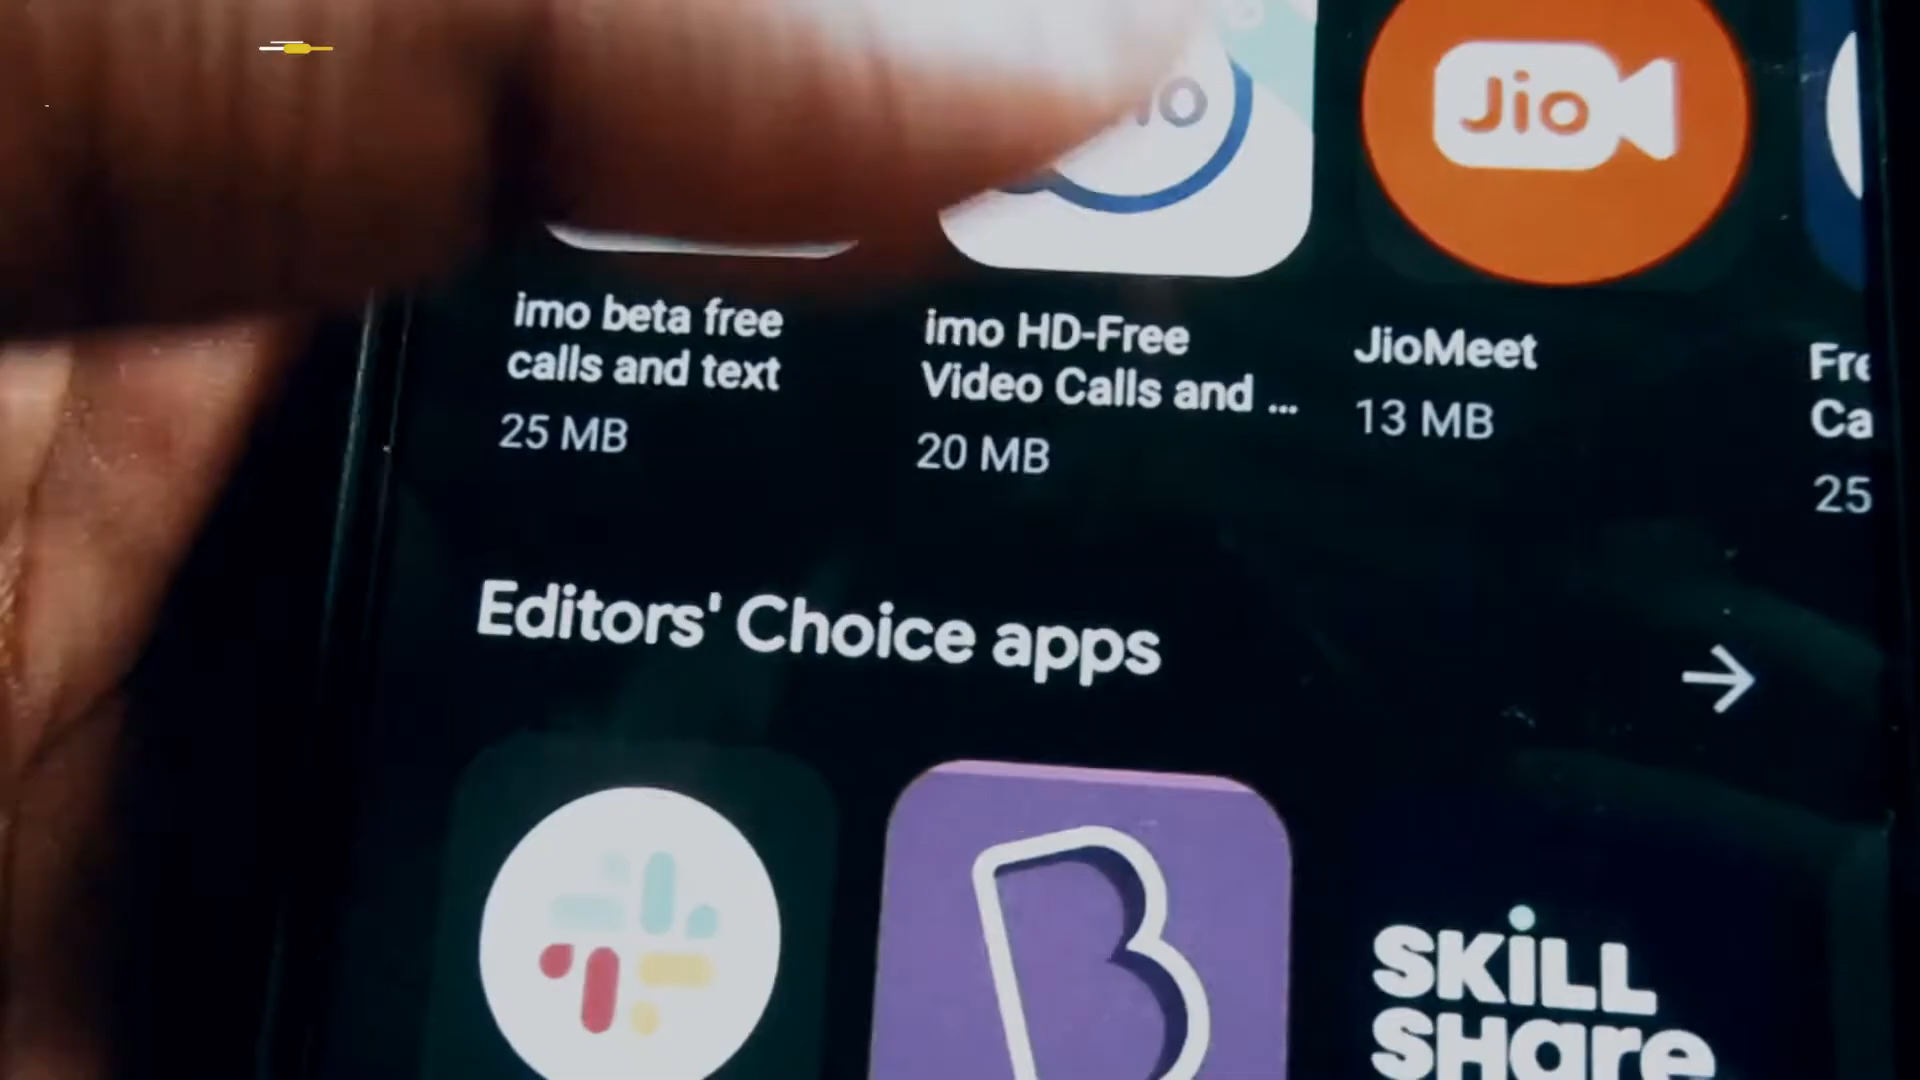 Jio
imo beta free
calls and text
25 MB
imo HD-Free
Video Calls and ...
20 MB
JioMeet
13 MB
25
Editors' Choice apps
SKiLL
SHare